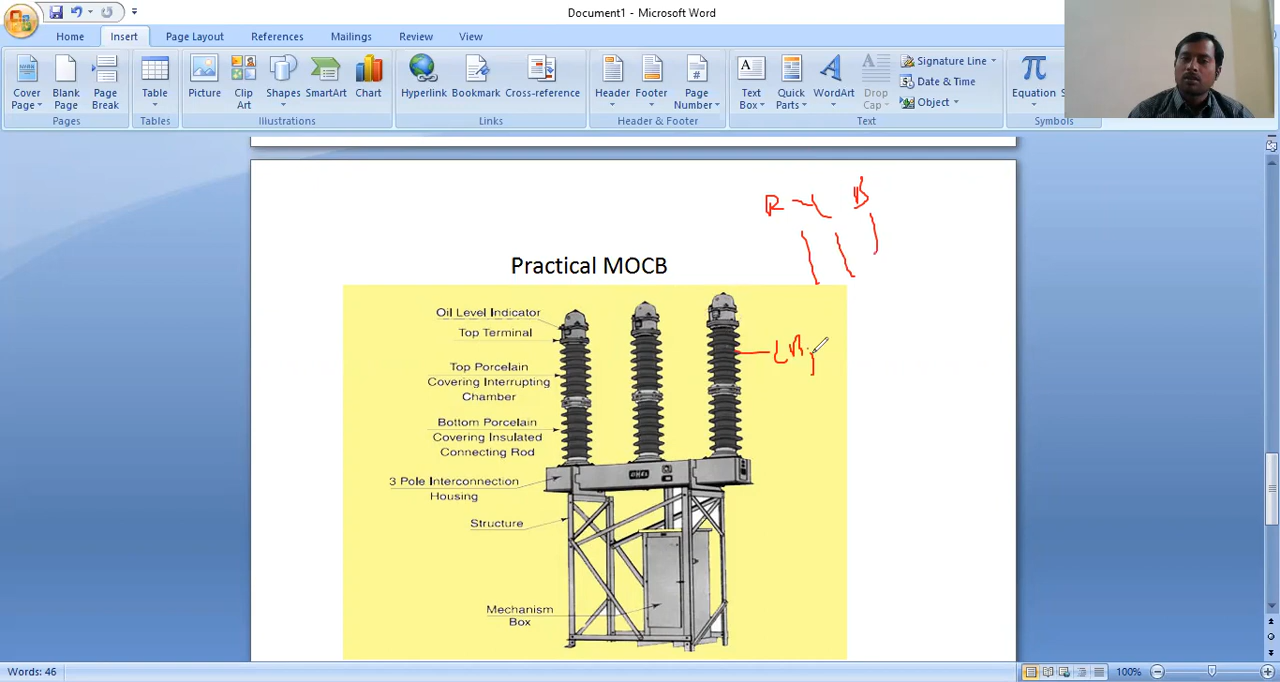 Document1 - Microsoft Word
Home Insert Page Layout References Mailings Review View
Cover Page
Blank Page
Page Break
Table
Picture
Clip Art
Shapes
SmartArt
Chart
Hyperlink
Bookmark
Cross-reference
Header
Footer
Page Number
Text Box
Quick Parts
WordArt
Drop Cap
Signature Line
Date & Time
Object
Equation
Pages
Tables
Illustrations
Links
Header & Footer
Text
Symbols
R Y B
Practical MOCB
Oil Level Indicator
Top Terminal
Top Porcelain
Covering Interrupting
Chamber
Bottom Porcelain
Covering Insulated
Connecting Rod
3 Pole Interconnection
Housing
Structure
Mechanism
Box
Words: 46
100%